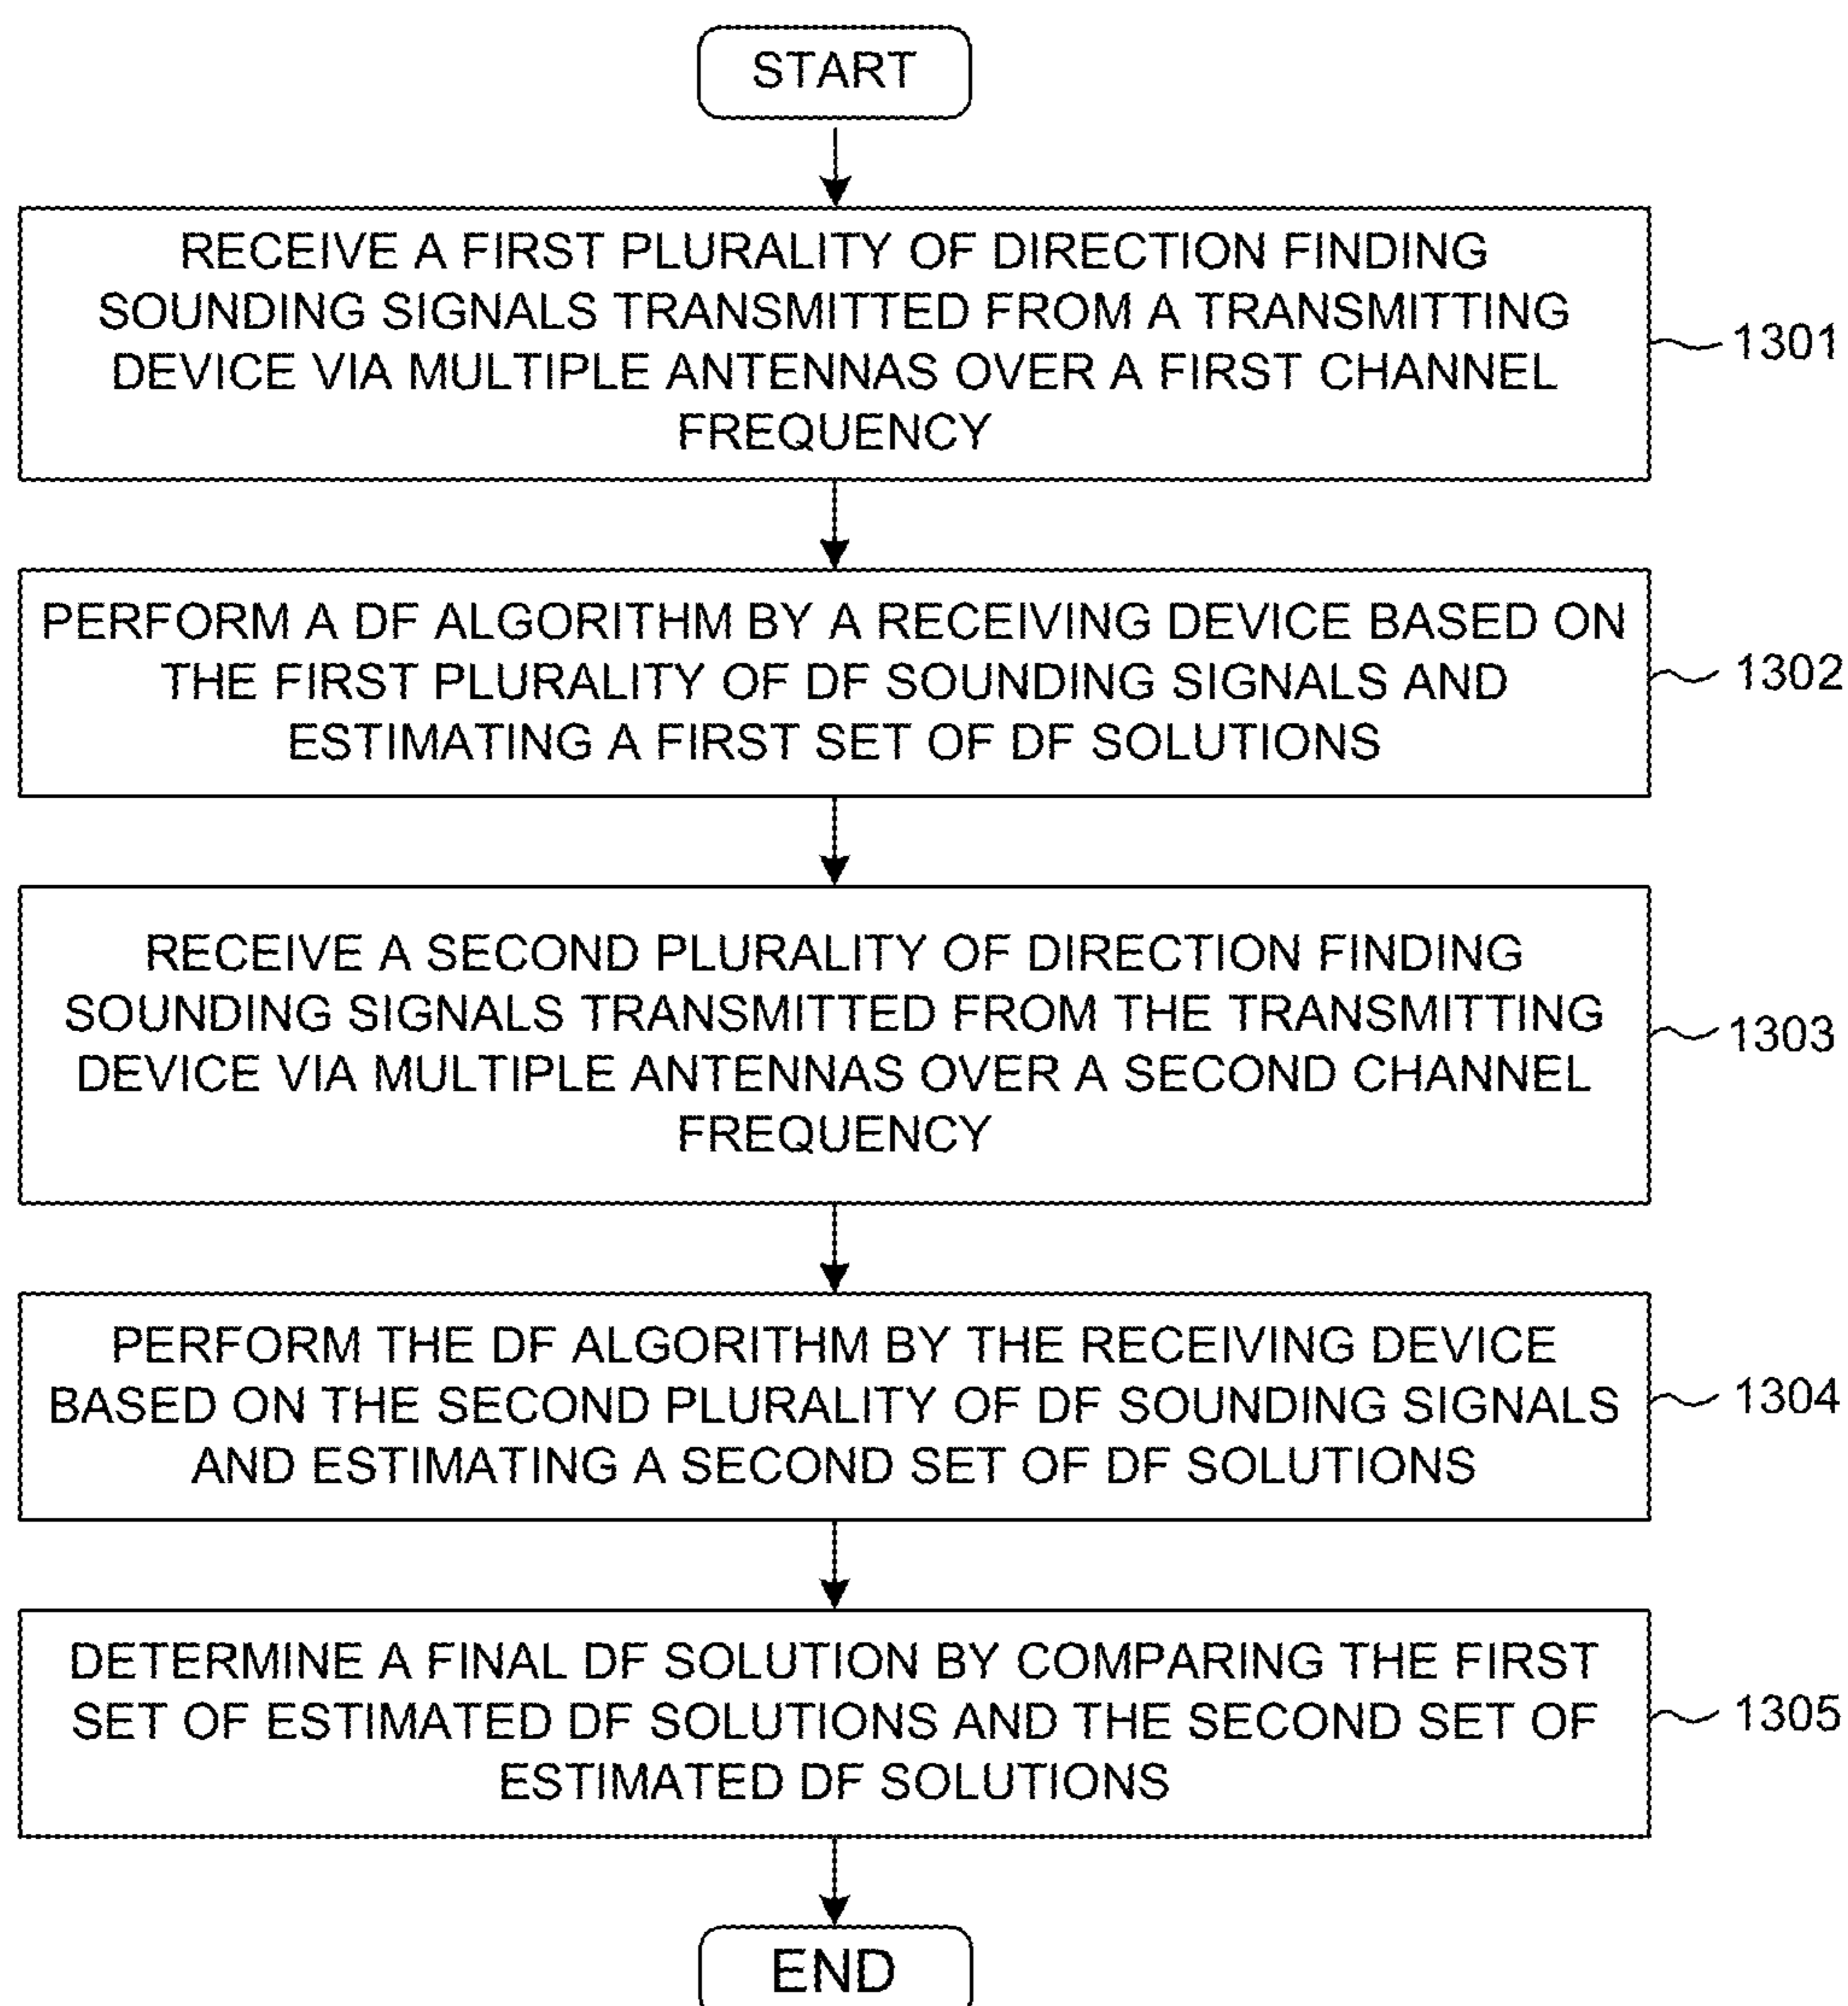 START
RECEIVE A FIRST PLURALITY OF DIRECTION FINDING
SOUNDING SIGNALS TRANSMITTED FROM A TRANSMITTING
DEVICE VIA MULTIPLE ANTENNAS OVER A FIRST CHANNEL
FREQUENCY
1301
PERFORM A DF ALGORITHM BY A RECEIVING DEVICE BASED ON
THE FIRST PLURALITY OF DF SOUNDING SIGNALS AND
ESTIMATING A FIRST SET OF DF SOLUTIONS
1302
RECEIVE A SECOND PLURALITY OF DIRECTION FINDING
SOUNDING SIGNALS TRANSMITTED FROM THE TRANSMITTING
DEVICE VIA MULTIPLE ANTENNAS OVER A SECOND CHANNEL
FREQUENCY
1303
PERFORM THE DF ALGORITHM BY THE RECEIVING DEVICE
BASED ON THE SECOND PLURALITY OF DF SOUNDING SIGNALS
AND ESTIMATING A SECOND SET OF DF SOLUTIONS
1304
DETERMINE A FINAL DF SOLUTION BY COMPARING THE FIRST
SET OF ESTIMATED DF SOLUTIONS AND THE SECOND SET OF
ESTIMATED DF SOLUTIONS
1305
END